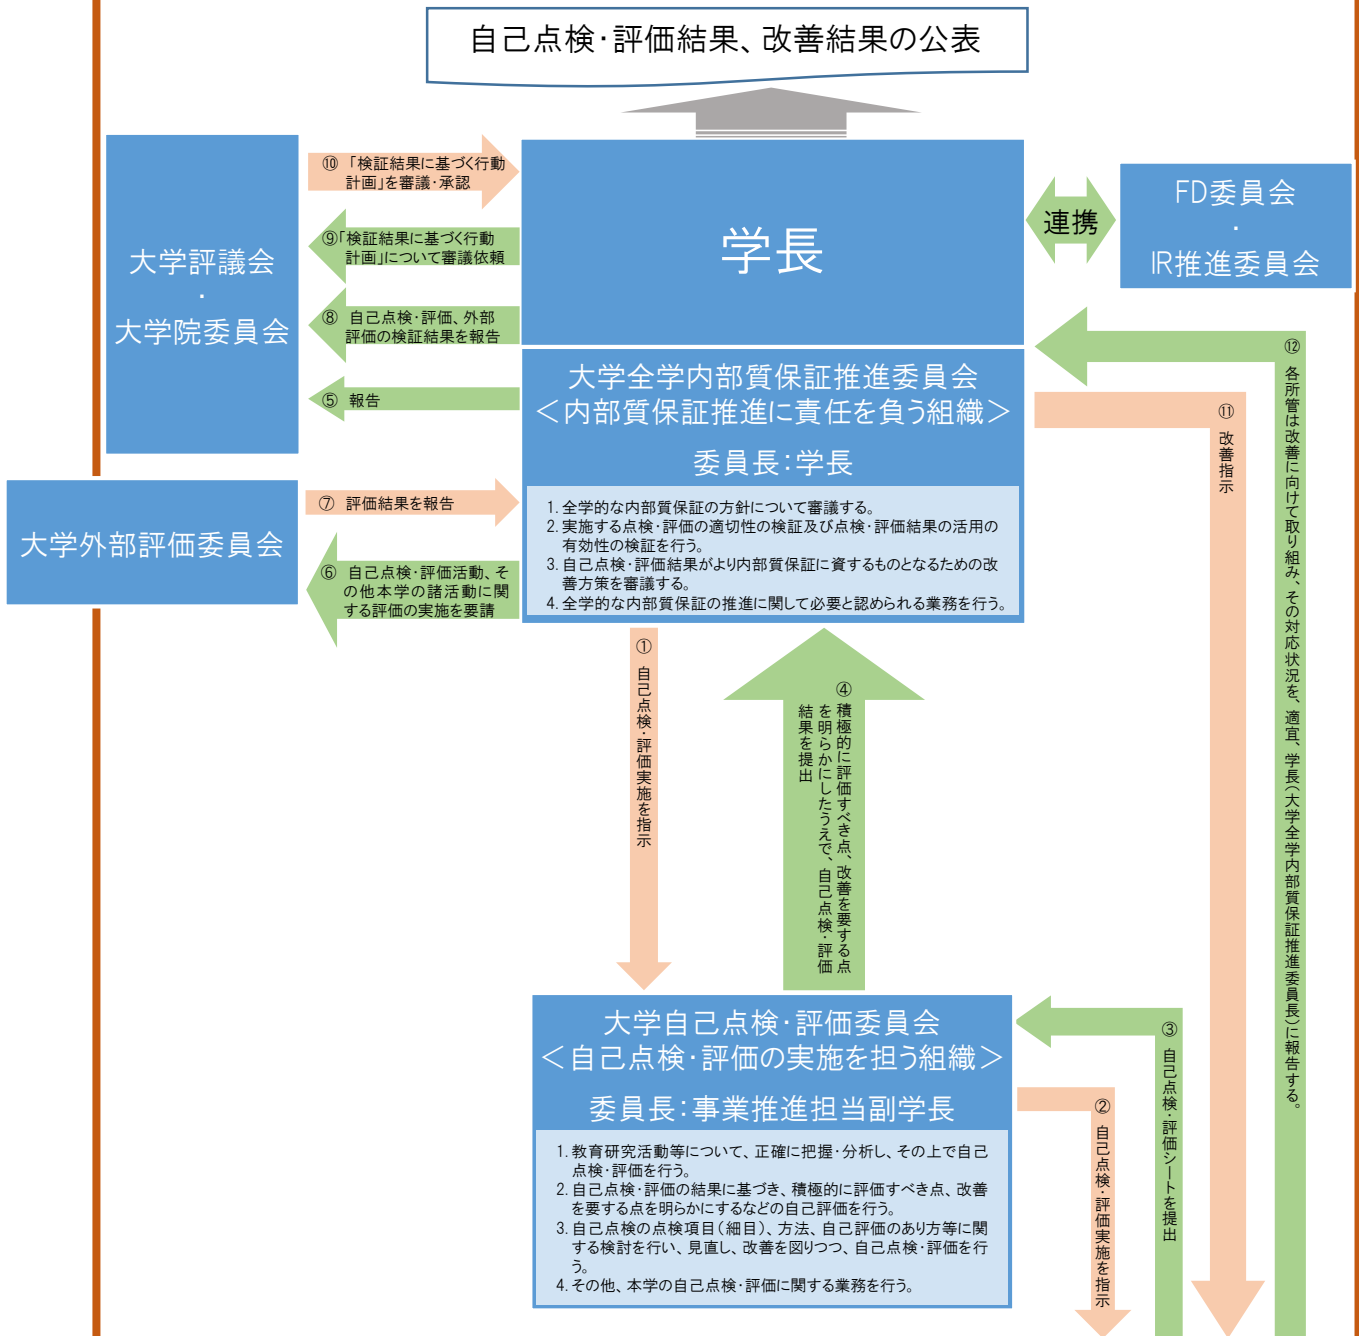 自己点検・評価結果、改善結果の公表
大学評議会
・
大学院委員会
⑩ 「検証結果に基づく行動
計画」を審議・承認
⑨「検証結果に基づく行動
計画」について審議依頼
⑧ 自己点検・評価、外部
評価の検証結果を報告
⑤ 報告
学長
連携
FD委員会
・
IR推進委員会
大学全学内部質保証推進委員会
＜内部質保証推進に責任を負う組織＞
委員長：学長
1. 全学的な内部質保証の方針について審議する。
2. 実施する点検・評価の適切性の検証及び点検・評価結果の活用の
有効性の検証を行う。
3. 自己点検・評価結果がより内部質保証に資するものとなるための改
善方策を審議する。
4. 全学的な内部質保証の推進に関して必要と認められる業務を行う。
大学外部評価委員会
⑦ 評価結果を報告
⑥ 自己点検・評価活動、そ
の他本学の諸活動に関
する評価の実施を要請
① 自己点検・評価実施を指示
④ 積極的に評価すべき点、改善を要する点
を明らかにしたうえで、自己点検・評価
結果を提出
⑪ 改善指示
⑫ 各所管は改善に向けて取り組み、その対応状況を、適宜、学長（大学全学内部質保証推進委員長）に報告する。
大学自己点検・評価委員会
＜自己点検・評価の実施を担う組織＞
委員長：事業推進担当副学長
1. 教育研究活動等について、正確に把握・分析し、その上で自己
点検・評価を行う。
2. 自己点検・評価の結果に基づき、積極的に評価すべき点、改善
を要する点を明らかにするなどの自己評価を行う。
3. 自己点検の点検項目（細目）、方法、自己評価のあり方等に関
する検討を行い、見直し、改善を図りつつ、自己点検・評価を行
う。
4. その他、本学の自己点検・評価に関する業務を行う。
② 自己点検・評価実施を指示
③ 自己点検・評価シートを提出